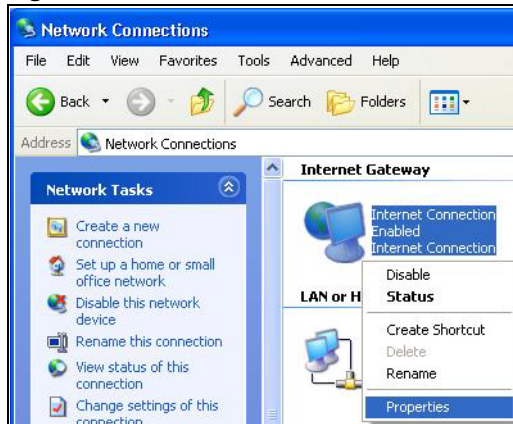 Network Connections
File Edit View Favorites Tools Advanced Help
Back Search Folders
Address Network Connections
Network Tasks
Create a new
connection
Set up a home or small
office network
Disable this network
device
Rename this connection
View status of this
connection
Change settings of this
connection
Internet Gateway
Internet Connection
Enabled
Internet Connection
LAN or H
Disable
Status
Create Shortcut
Delete
Rename
Properties